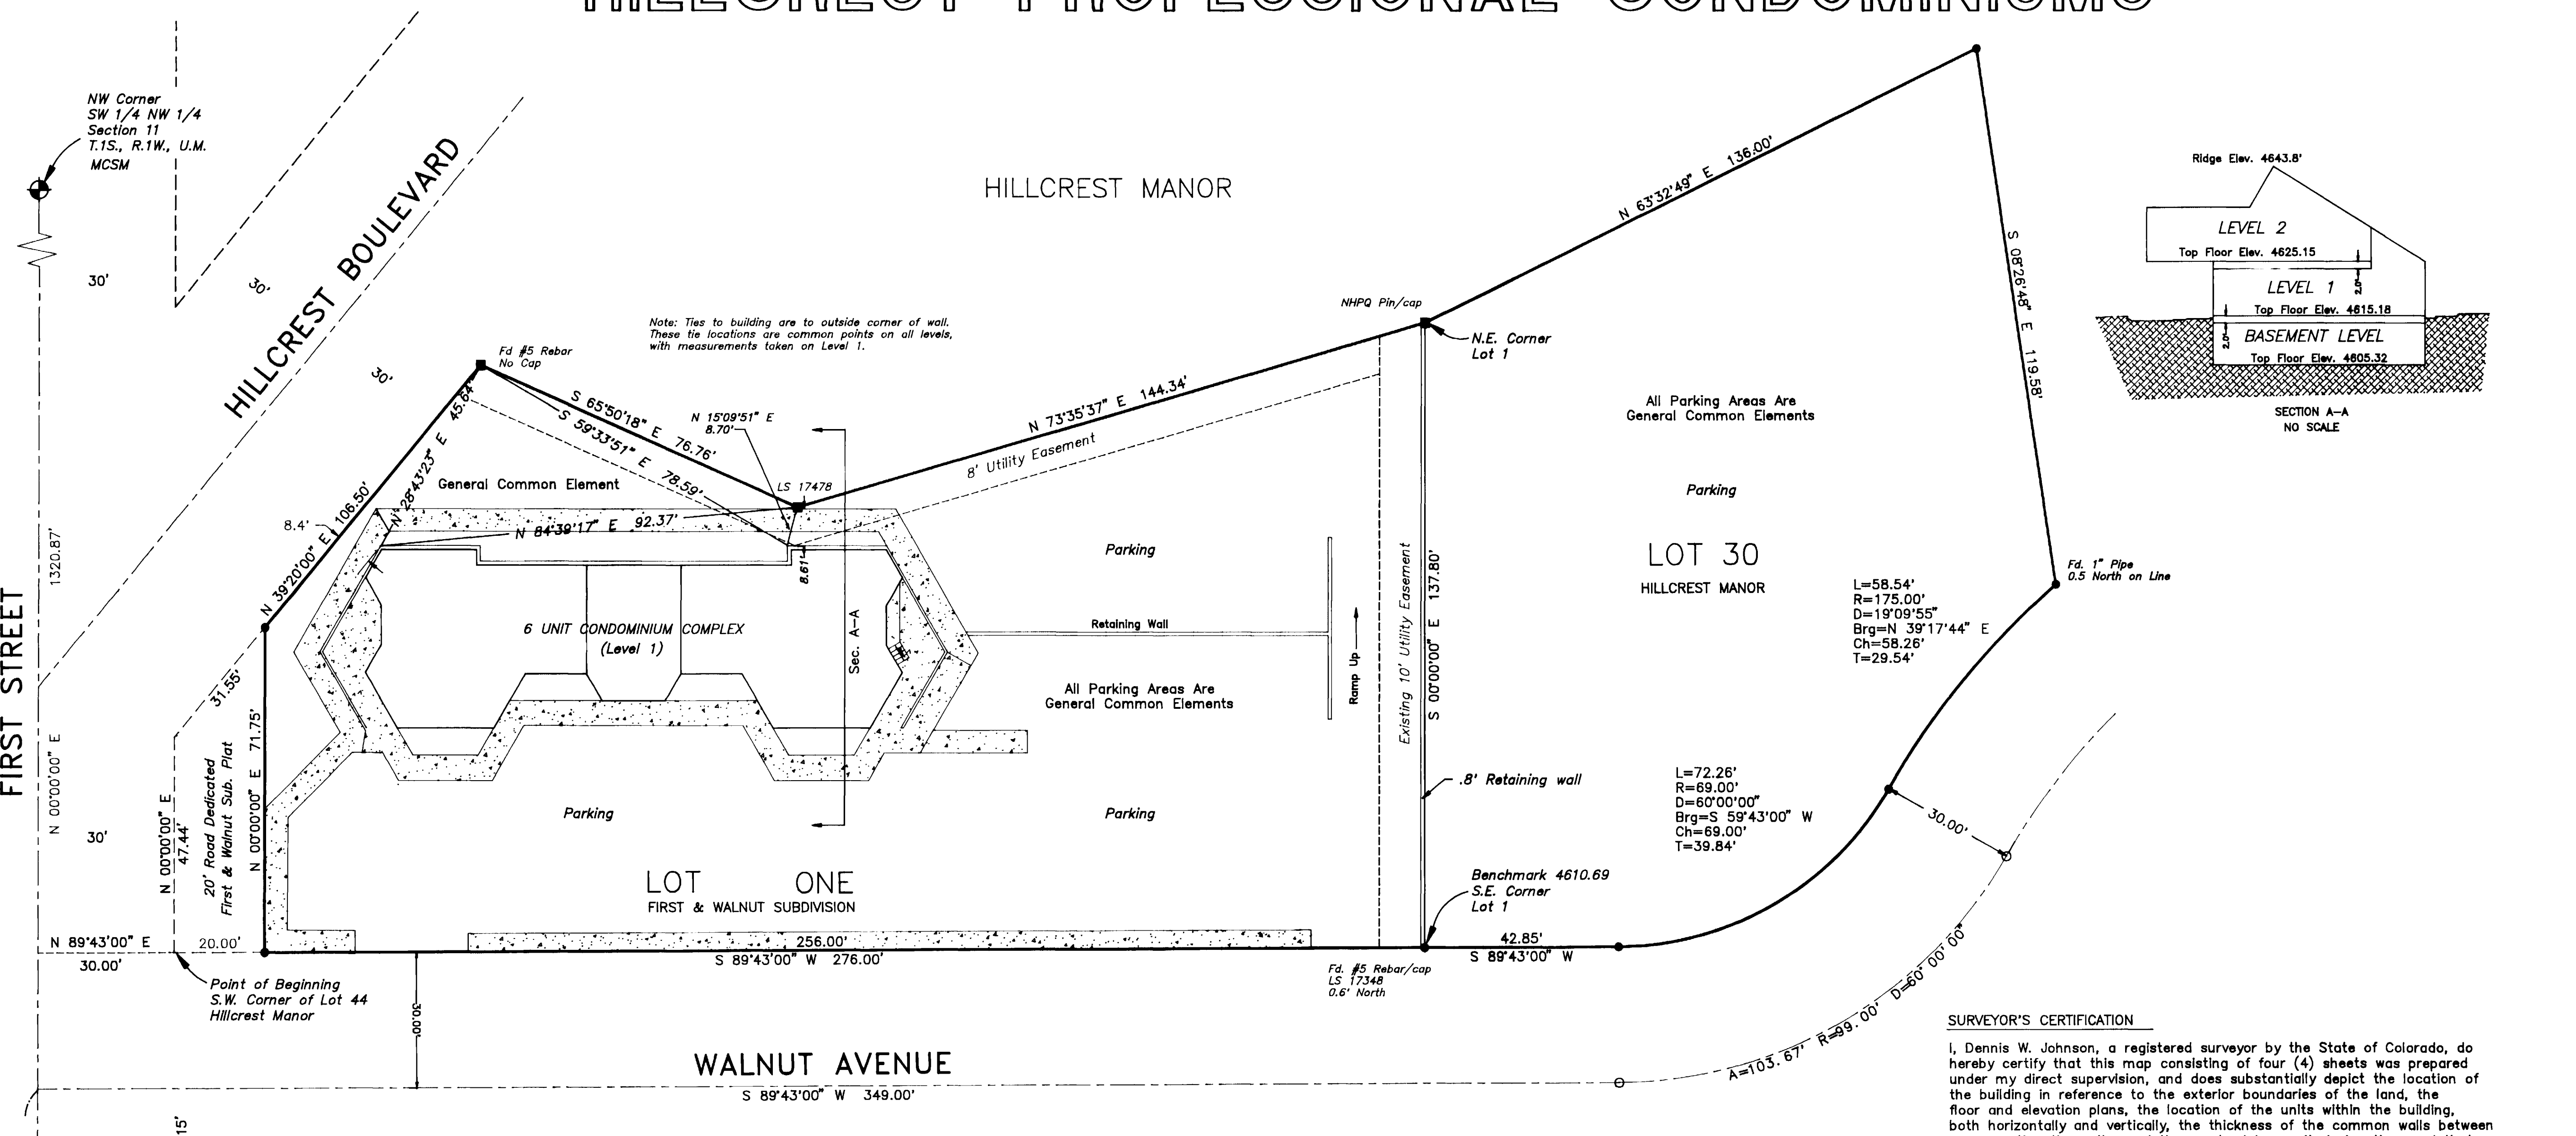 HILLCREST PROFESSIONAL CONDOMINIUMS
NW Corner
SW 1/4 NW 1/4
Section 11
T.1S., R.1W., U.M.
MCSM
30'
30'
30'
HILLCREST BOULEVARD
FIRST STREET
1320.87'
N 00°00'00" E
30'
HILLCREST MANOR
Note: Ties to building are to outside corner of wall.
These tie locations are common points on all levels,
with measurements taken on Level 1.
Fd #5 Rebar
No Cap
S 65°50'18" E 76.76'
S 59°33'51" E 78.59'
N 15°09'51" E
8.70'
LS 17478
N 73°35'37" E 144.34'
8' Utility Easement
NHPQ Pin/cap
N.E. Corner
Lot 1
N 63°32'49" E 136.00'
S 08°26'48" E 119.58'
Ridge Elev. 4643.8'
LEVEL 2
Top Floor Elev. 4625.15
2.0'
LEVEL 1
Top Floor Elev. 4615.18
2.0'
BASEMENT LEVEL
Top Floor Elev. 4605.32
SECTION A-A
NO SCALE
N 39°20'00" E 106.50'
8.4'
N 28°43'23" E 45.64'
General Common Element
N 84°39'17" E 92.37'
8.61'
6 UNIT CONDOMINIUM COMPLEX
(Level 1)
Sec. A-A
Parking
Retaining Wall
All Parking Areas Are
General Common Elements
Ramp Up
Existing 10' Utility Easement
S 00°00'00" E 137.80'
All Parking Areas Are
General Common Elements
Parking
LOT 30
HILLCREST MANOR
Fd. 1" Pipe
0.5 North on Line
L=58.54'
R=175.00'
D=19°09'55"
Brg=N 39°17'44" E
Ch=58.26'
T=29.54'
31.55'
N 00°00'00" E 71.75'
20' Road Dedicated
First & Walnut Sub. Plat
N 00°00'00" E
47.44'
Parking
Parking
.8' Retaining wall
L=72.26'
R=69.00'
D=60°00'00"
Brg=S 59°43'00" W
Ch=69.00'
T=39.84'
30.00'
LOT ONE
FIRST & WALNUT SUBDIVISION
Benchmark 4610.69
S.E. Corner
Lot 1
N 89°43'00" E
30.00'
20.00'
256.00'
S 89°43'00" W 276.00'
42.85'
S 89°43'00" W
Fd. #5 Rebar/cap
LS 17348
0.6' North
Point of Beginning
S.W. Corner of Lot 44
Hillcrest Manor
30.00'
WALNUT AVENUE
S 89°43'00" W 349.00'
A=103.67' R=99.00' D=60°00'00"
15'
SURVEYOR'S CERTIFICATION
I, Dennis W. Johnson, a registered surveyor by the State of Colorado, do
hereby certify that this map consisting of four (4) sheets was prepared
under my direct supervision, and does substantially depict the location of
the building in reference to the exterior boundaries of the land, the
floor and elevation plans, the location of the units within the building,
both horizontally and vertically, the thickness of the common walls between